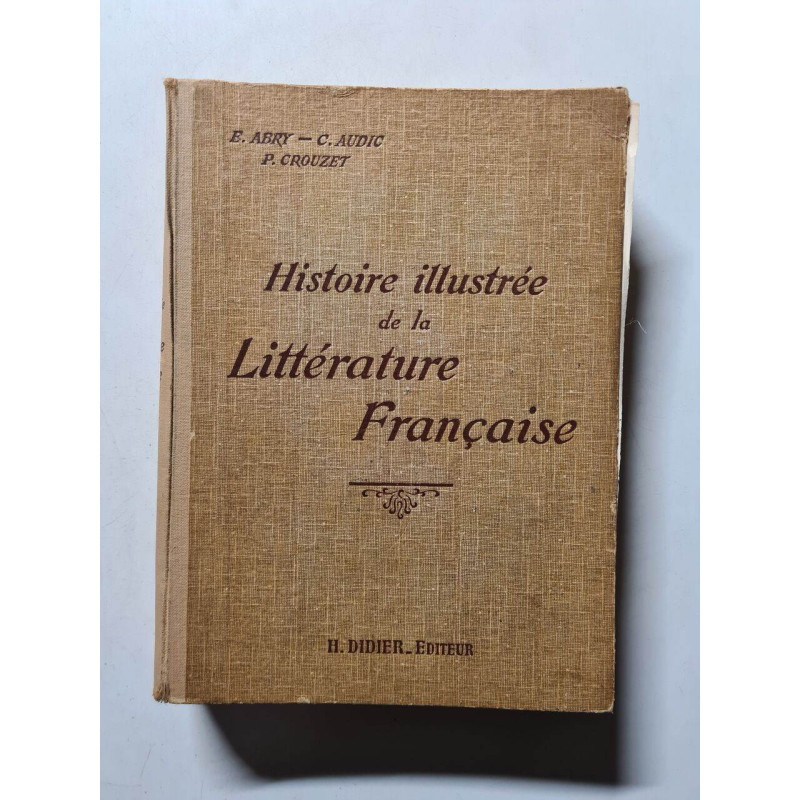 E. ABRY — C. AUDIC
P. CROUZET
Histoire illustrée
de la
Littérature
Française
H. DIDIER_EDITEUR